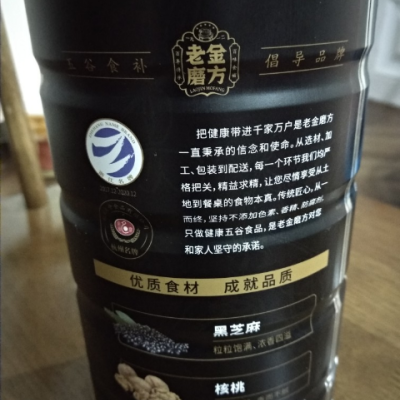 老金
磨方
LAOJIN MOFANG
五谷食补 倡导品牌
把健康带进千家万户是老金磨方
一直秉承的信念和使命。从选材、加
工、包装到配送,每一个环节我们均严
格把关,精益求精,让您尽情享受从土
地到餐桌的食物本真。传统匠心,从一
而终,坚持不添加色素、香精、防腐剂,
只做健康五谷食品,是老金磨方对您
和家人坚守的承诺。
优质食材 成就品质
黑芝麻
粒粒饱满、浓香四溢
核桃